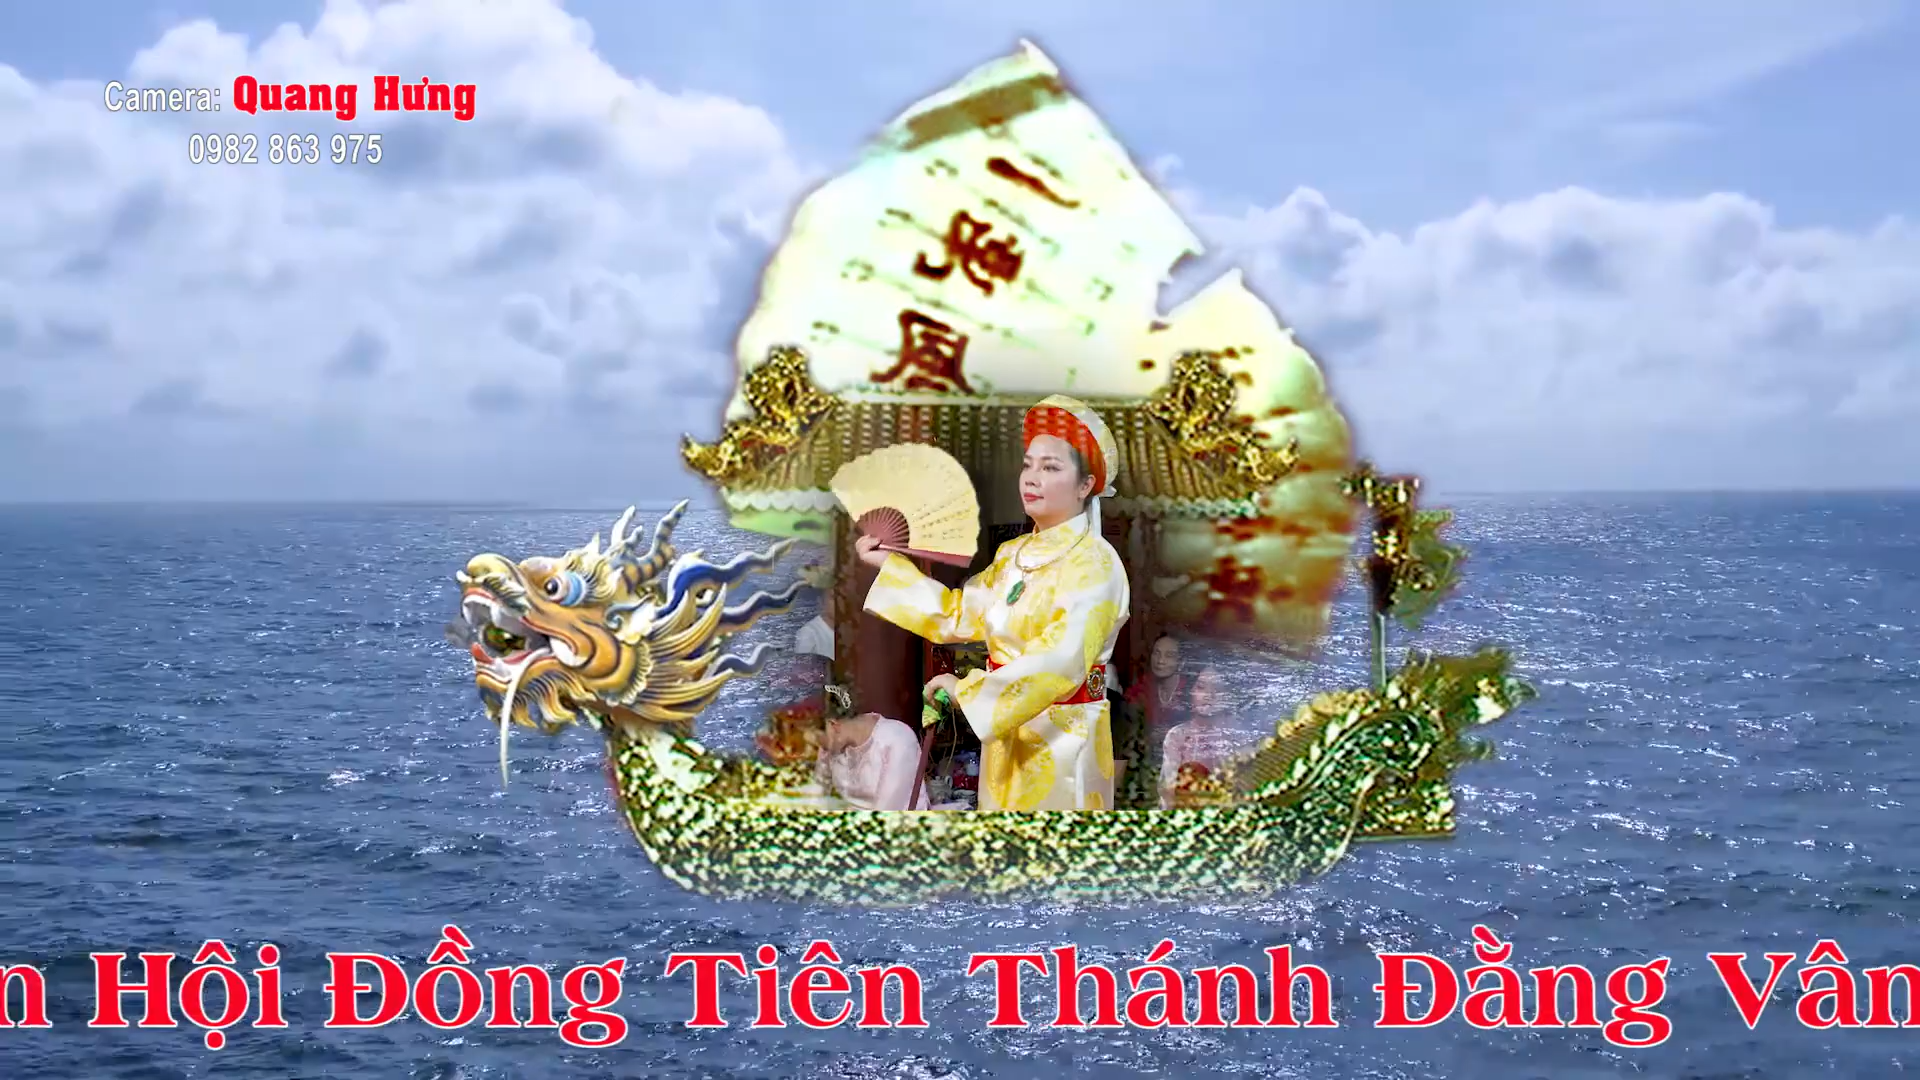 Camera: Quang Hưng
0982 863 975
n Hội Đồng Tiên Thánh Đằng Vân